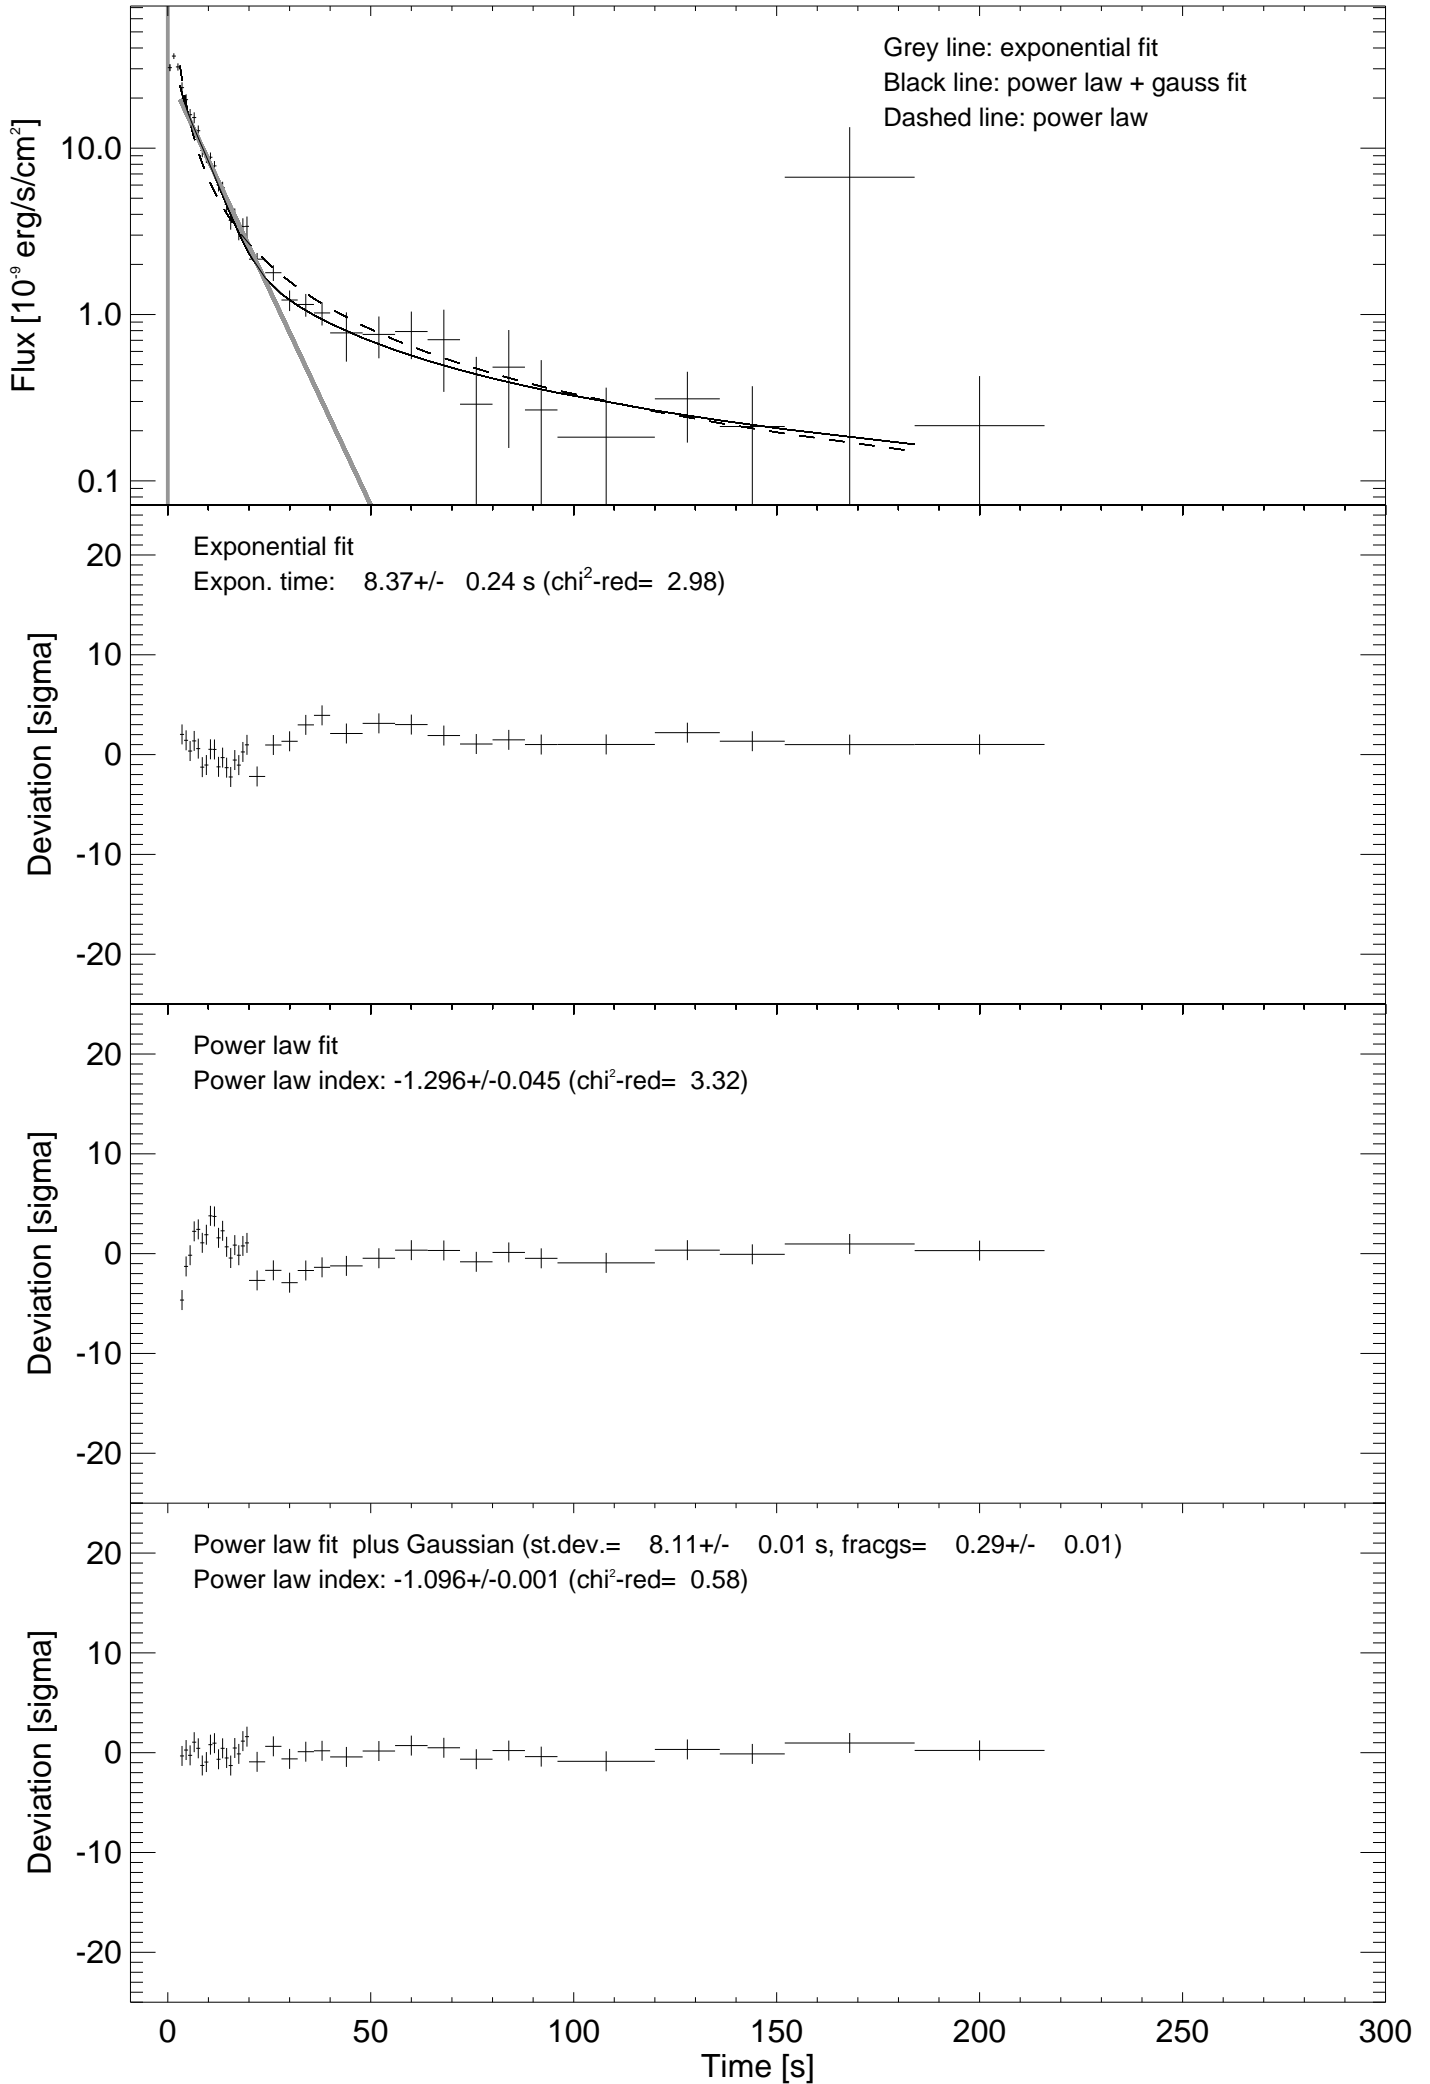 Grey line: exponential fit
Black line: power law + gauss fit
Dashed line: power law
Flux [10⁻⁹ erg/s/cm²]
10.0
1.0
0.1
Exponential fit
Expon. time: 8.37+/- 0.24 s (chi²-red= 2.98)
Deviation [sigma]
20
10
0
-10
-20
Power law fit
Power law index: -1.296+/-0.045 (chi²-red= 3.32)
Deviation [sigma]
20
10
0
-10
-20
Power law fit plus Gaussian (st.dev.= 8.11+/- 0.01 s, fracgs= 0.29+/- 0.01)
Power law index: -1.096+/-0.001 (chi²-red= 0.58)
Deviation [sigma]
20
10
0
-10
-20
0 50 100 150 200 250 300
Time [s]